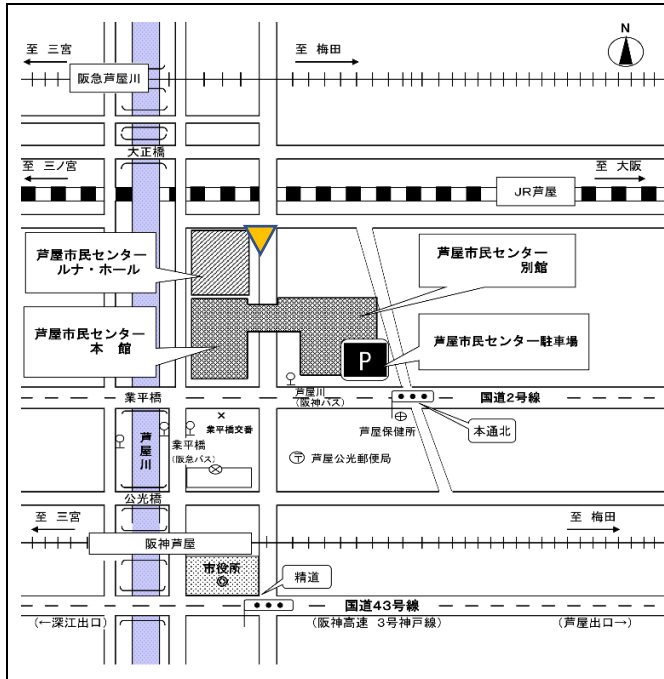 N
至 三宮
至 梅田
阪急芦屋川
大正橋
至 三ノ宮
至 大阪
JR芦屋
芦屋市民センター
ルナ・ホール
芦屋市民センター
別館
芦屋市民センター
本 館
芦屋市民センター駐車場
P
芦屋川
(阪神バス)
業平橋
国道2号線
業平橋交番
芦屋保健所
本通北
芦屋川
業平橋
(阪急バス)
芦屋公光郵便局
公光橋
至 三宮
至 梅田
阪神芦屋
市役所
精道
国道43号線
(←深江出口)
(阪神高速 3号神戸線)
(芦屋出口→)